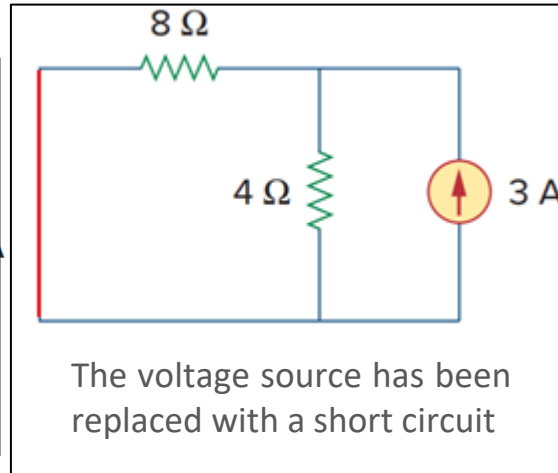 8 Ω
4 Ω
3 A
The voltage source has been
replaced with a short circuit